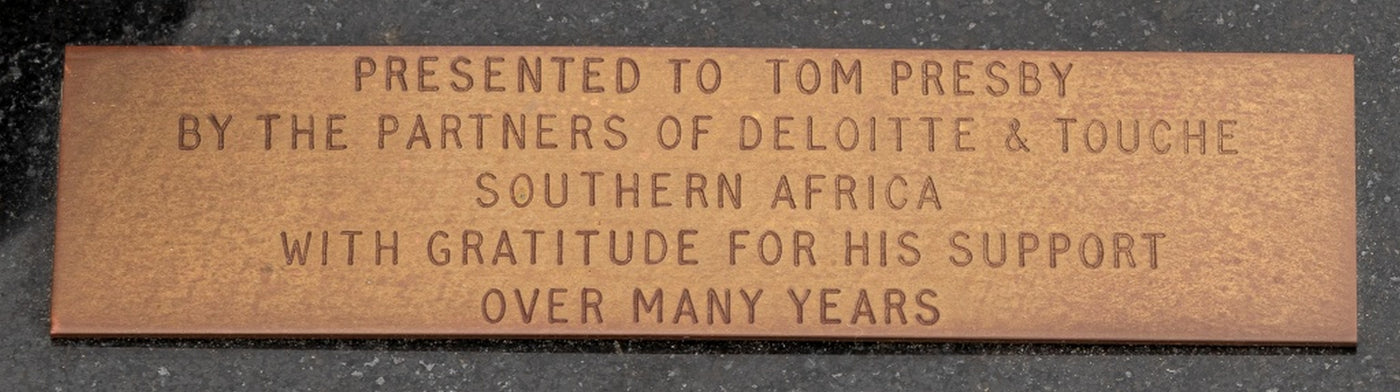 PRESENTED TO TOM PRESBY
BY THE PARTNERS OF DELOITTE & TOUCHE
SOUTHERN AFRICA
WITH GRATITUDE FOR HIS SUPPORT
OVER MANY YEARS